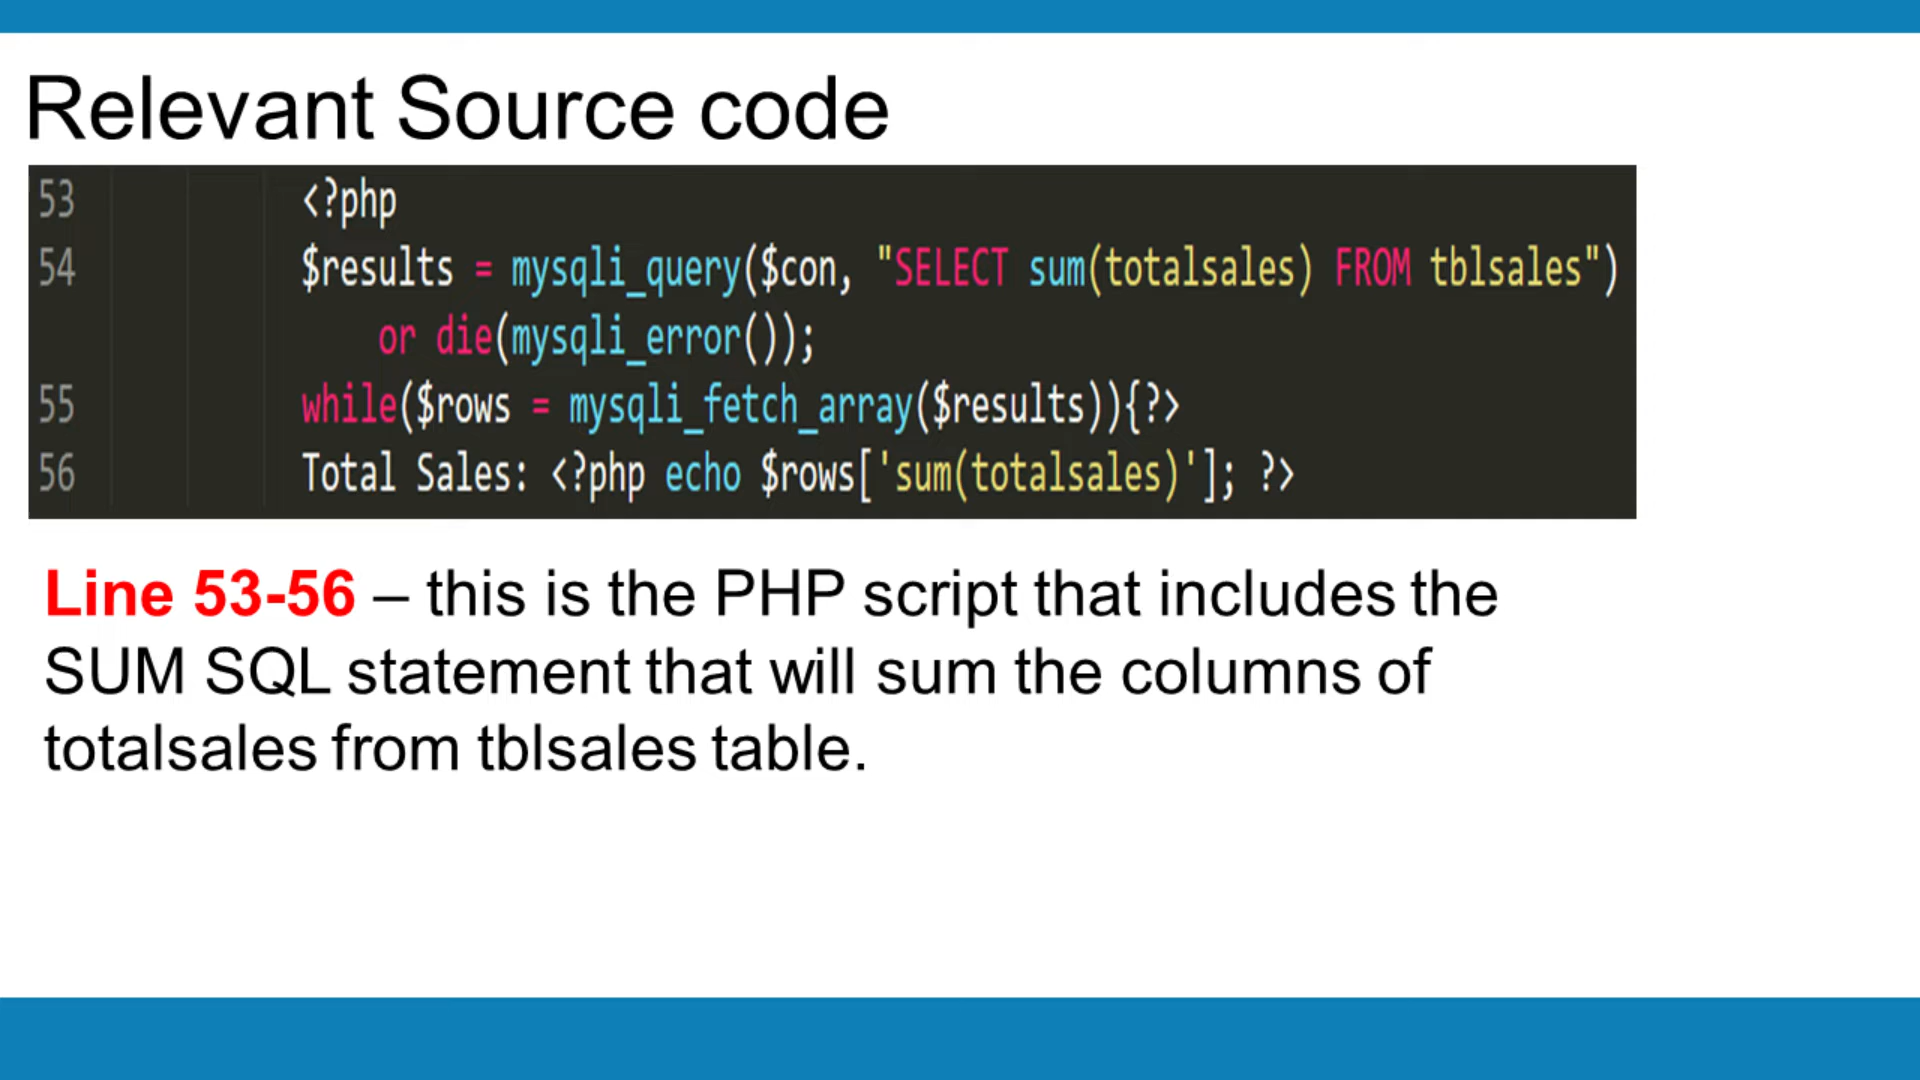 Relevant Source code
53 <?php
54 $results = mysqli_query($con, "SELECT sum(totalsales) FROM tblsales")
or die(mysqli_error());
55 while($rows = mysqli_fetch_array($results)){?>
56 Total Sales: <?php echo $rows['sum(totalsales)']; ?>
Line 53-56 – this is the PHP script that includes the
SUM SQL statement that will sum the columns of
totalsales from tblsales table.